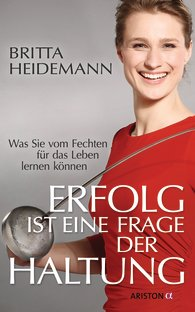 BRITTA
HEIDEMANN
Was Sie vom Fechten
für das Leben
lernen können
ERFOLG
IST EINE FRAGE
DER
HALTUNG
ARISTON